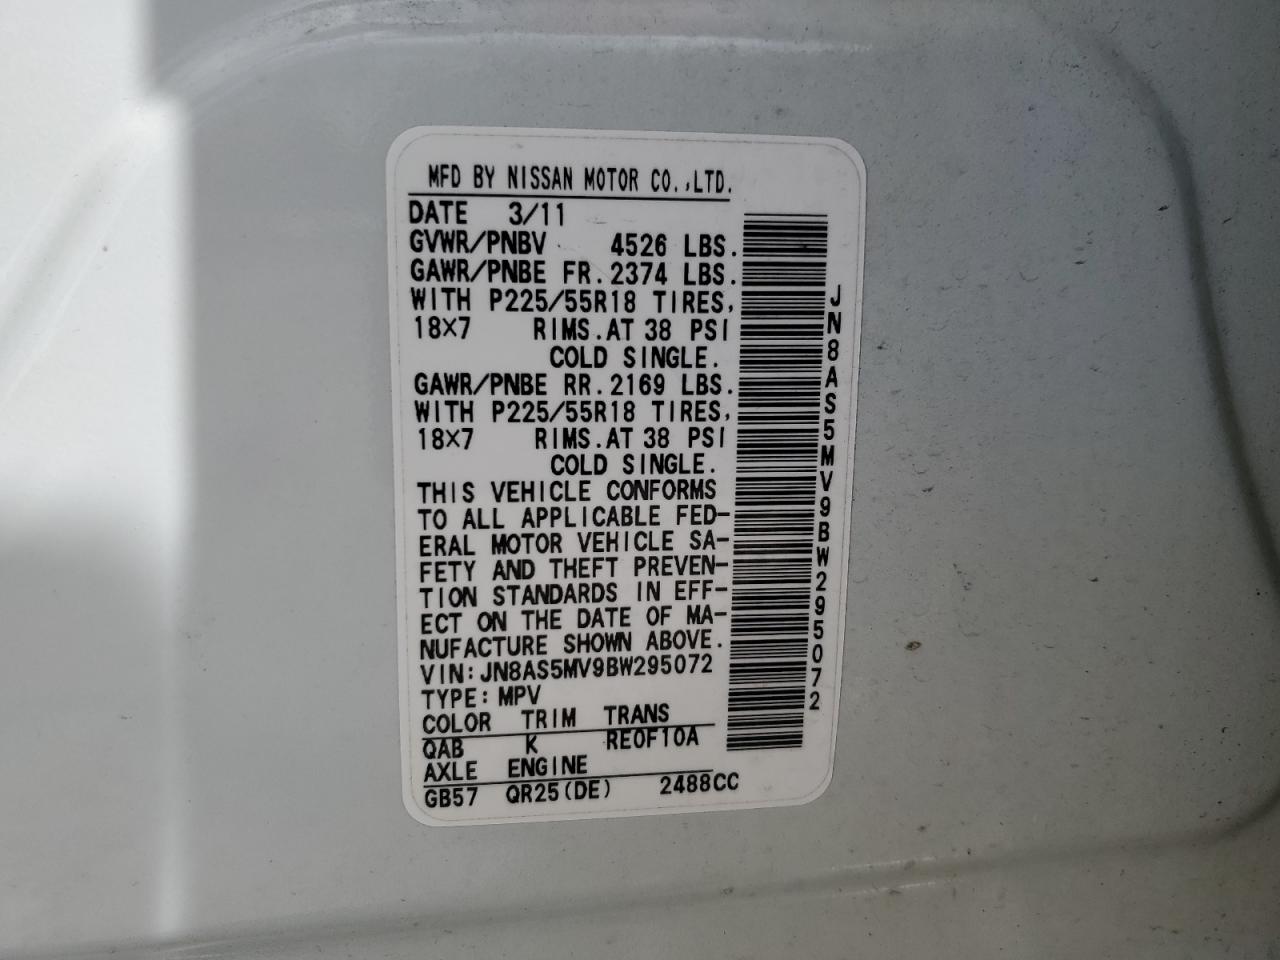 MFD BY NISSAN MOTOR CO.,LTD.
DATE 3/11
GVWR/PNBV 4526 LBS.
GAWR/PNBE FR. 2374 LBS.
WITH P225/55R18 TIRES,
18×7 RIMS.AT 38 PSI
COLD SINGLE.
GAWR/PNBE RR. 2169 LBS.
WITH P225/55R18 TIRES,
18×7 RIMS.AT 38 PSI
COLD SINGLE.
THIS VEHICLE CONFORMS
TO ALL APPLICABLE FED-
ERAL MOTOR VEHICLE SA-
FETY AND THEFT PREVEN-
TION STANDARDS IN EFF-
ECT ON THE DATE OF MA-
NUFACTURE SHOWN ABOVE.
VIN:JN8AS5MV9BW295072
TYPE:MPV
COLOR TRIM TRANS
QAB K RE0F10A
AXLE ENGINE
GB57 QR25(DE) 2488CC
JN8AS5MV9BW295072